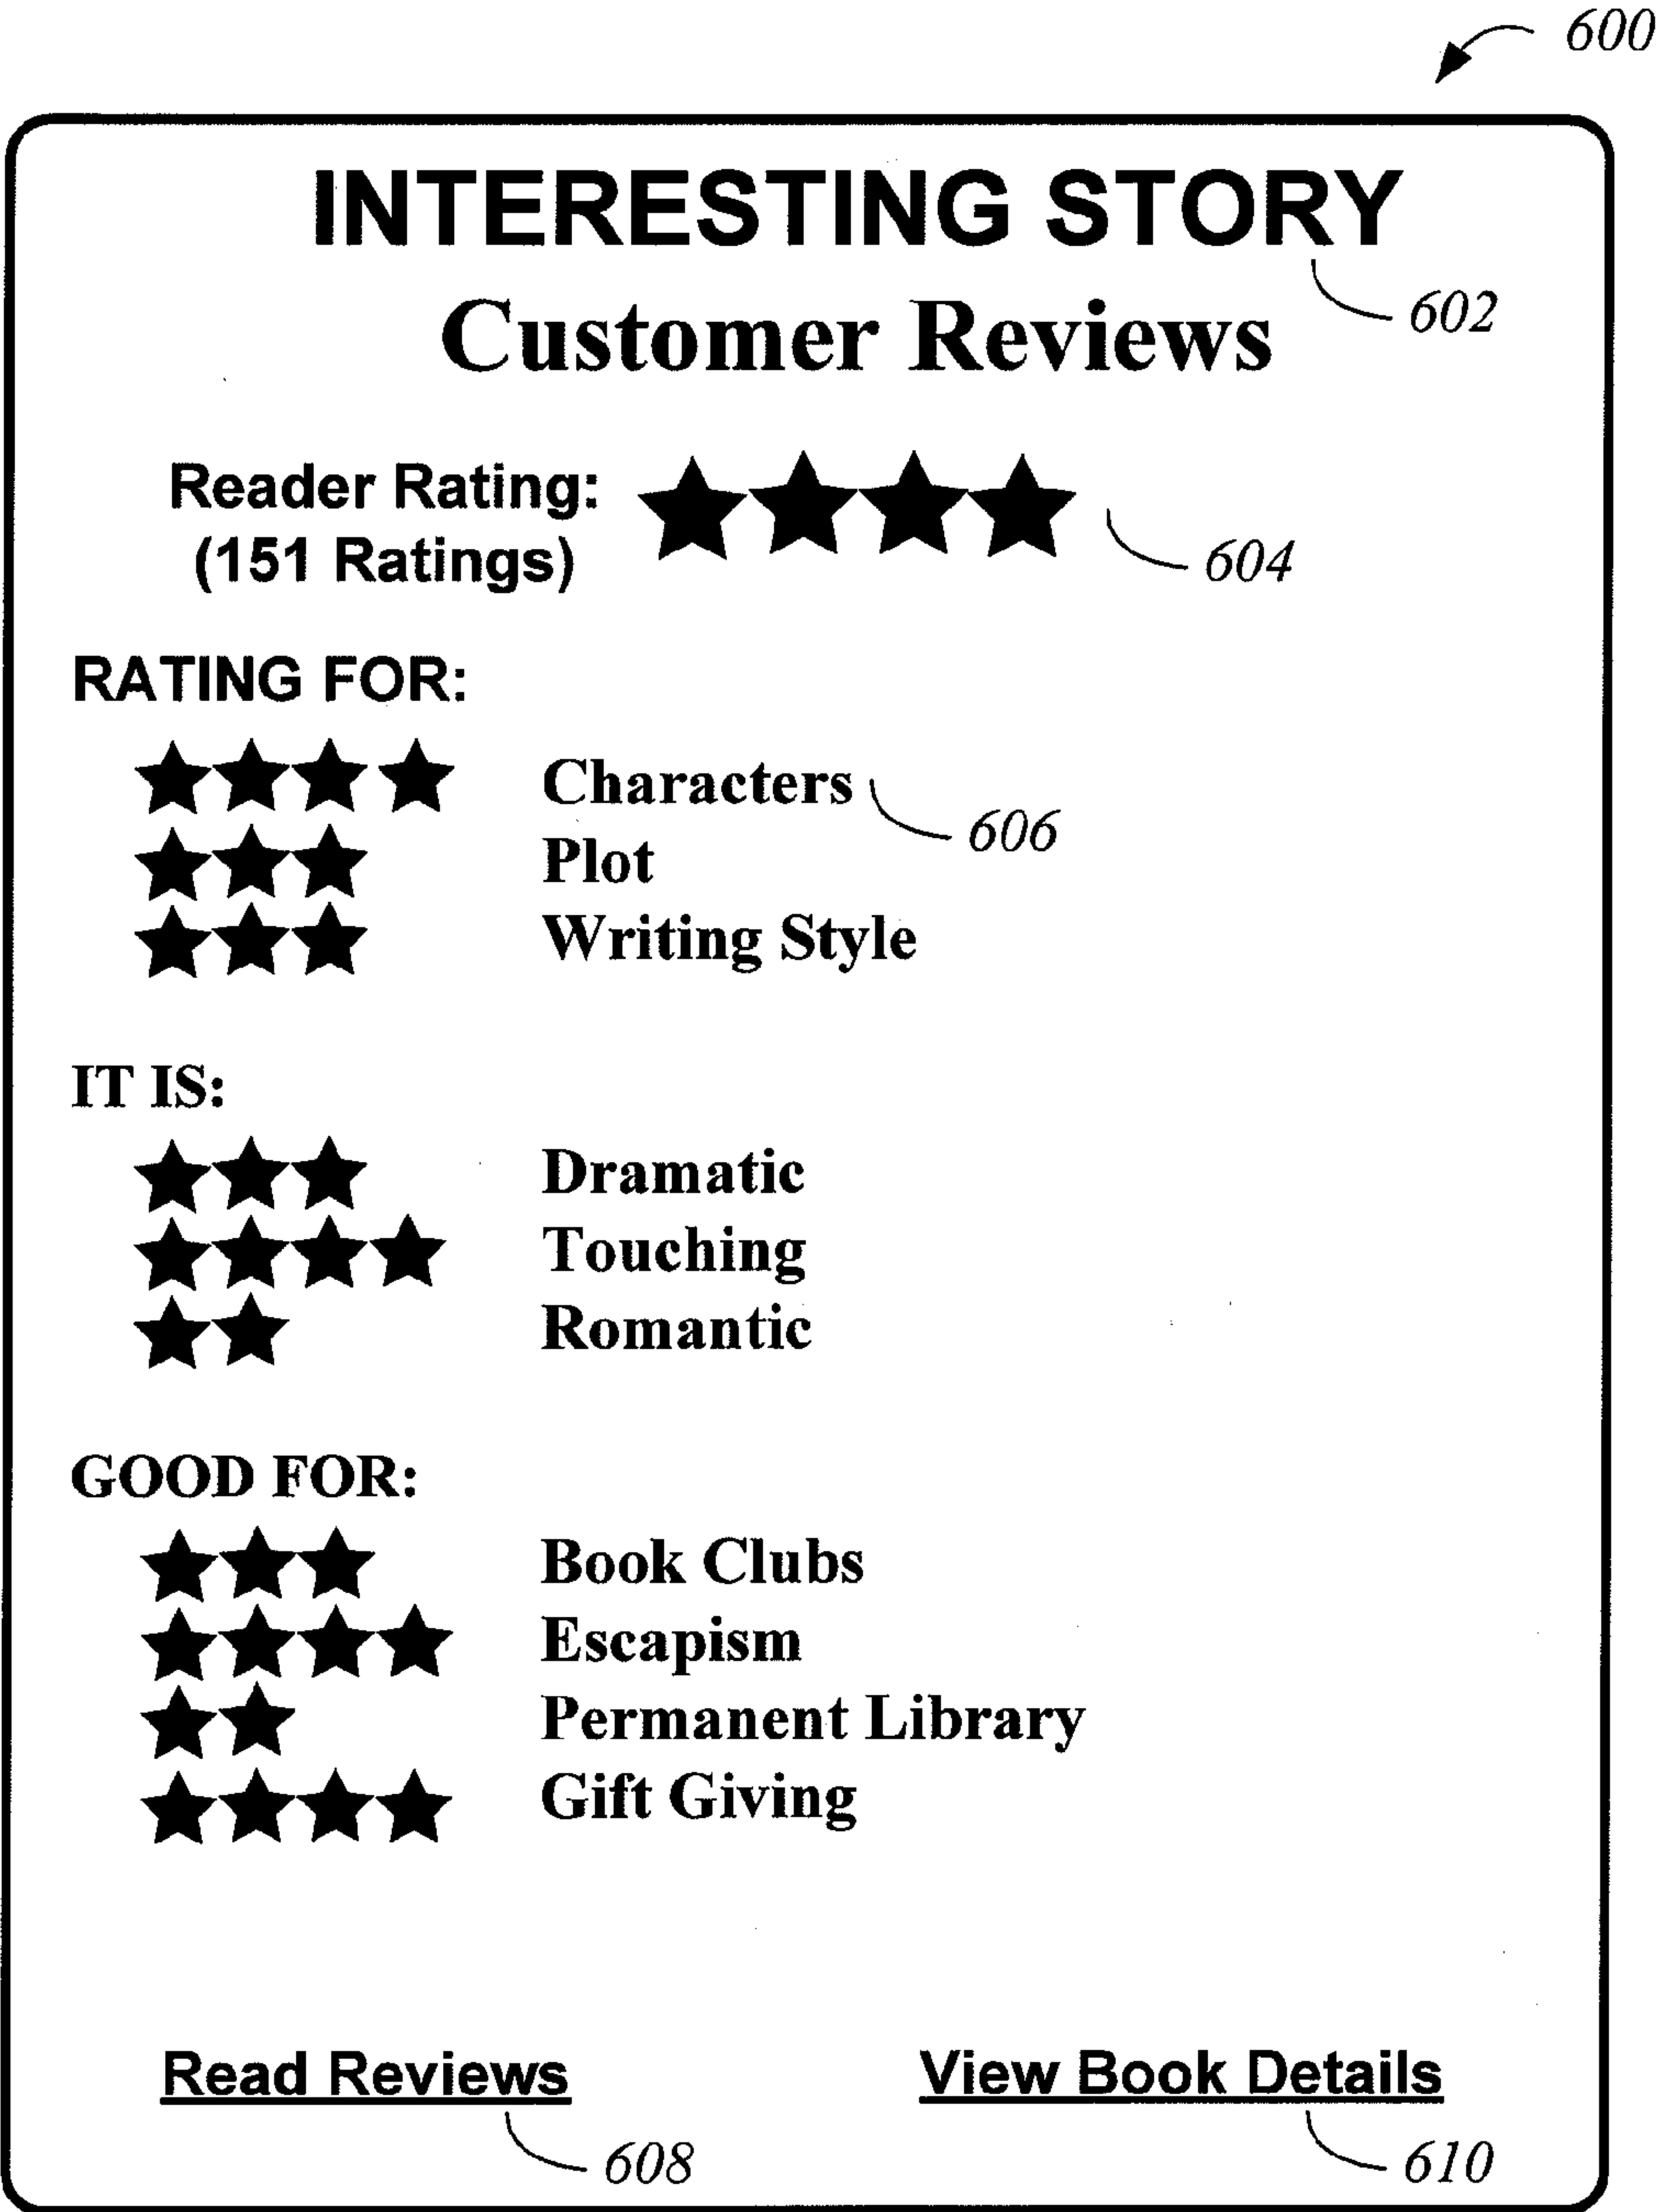 600
INTERESTING STORY
602
Customer Reviews
Reader Rating:
(151 Ratings)
604
RATING FOR:
Characters
606
Plot
Writing Style
IT IS:
Dramatic
Touching
Romantic
GOOD FOR:
Book Clubs
Escapism
Permanent Library
Gift Giving
Read Reviews View Book Details
608 610